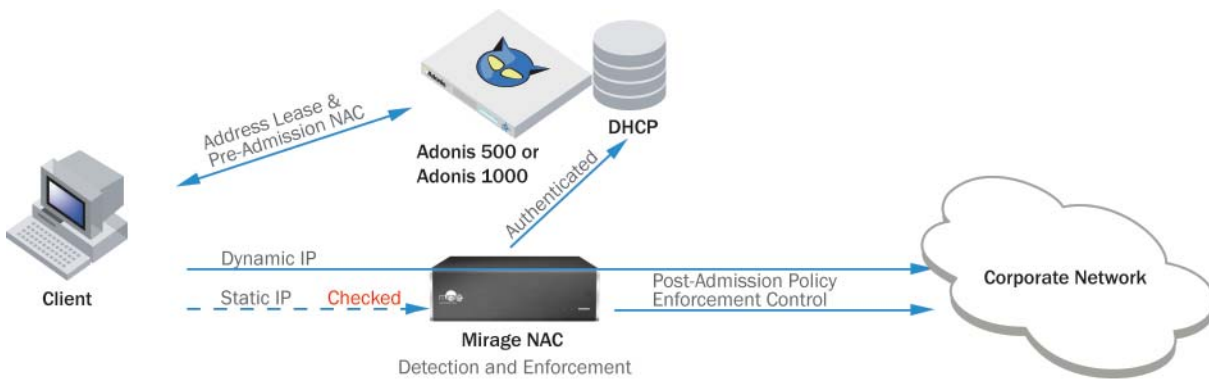 Adonis
Address Lease &
Pre-Admission NAC
DHCP
Adonis 500 or
Adonis 1000
Authenticated
Client
Dynamic IP
Static IP
Checked
Post-Admission Policy
Enforcement Control
Corporate Network
Mirage NAC
Detection and Enforcement